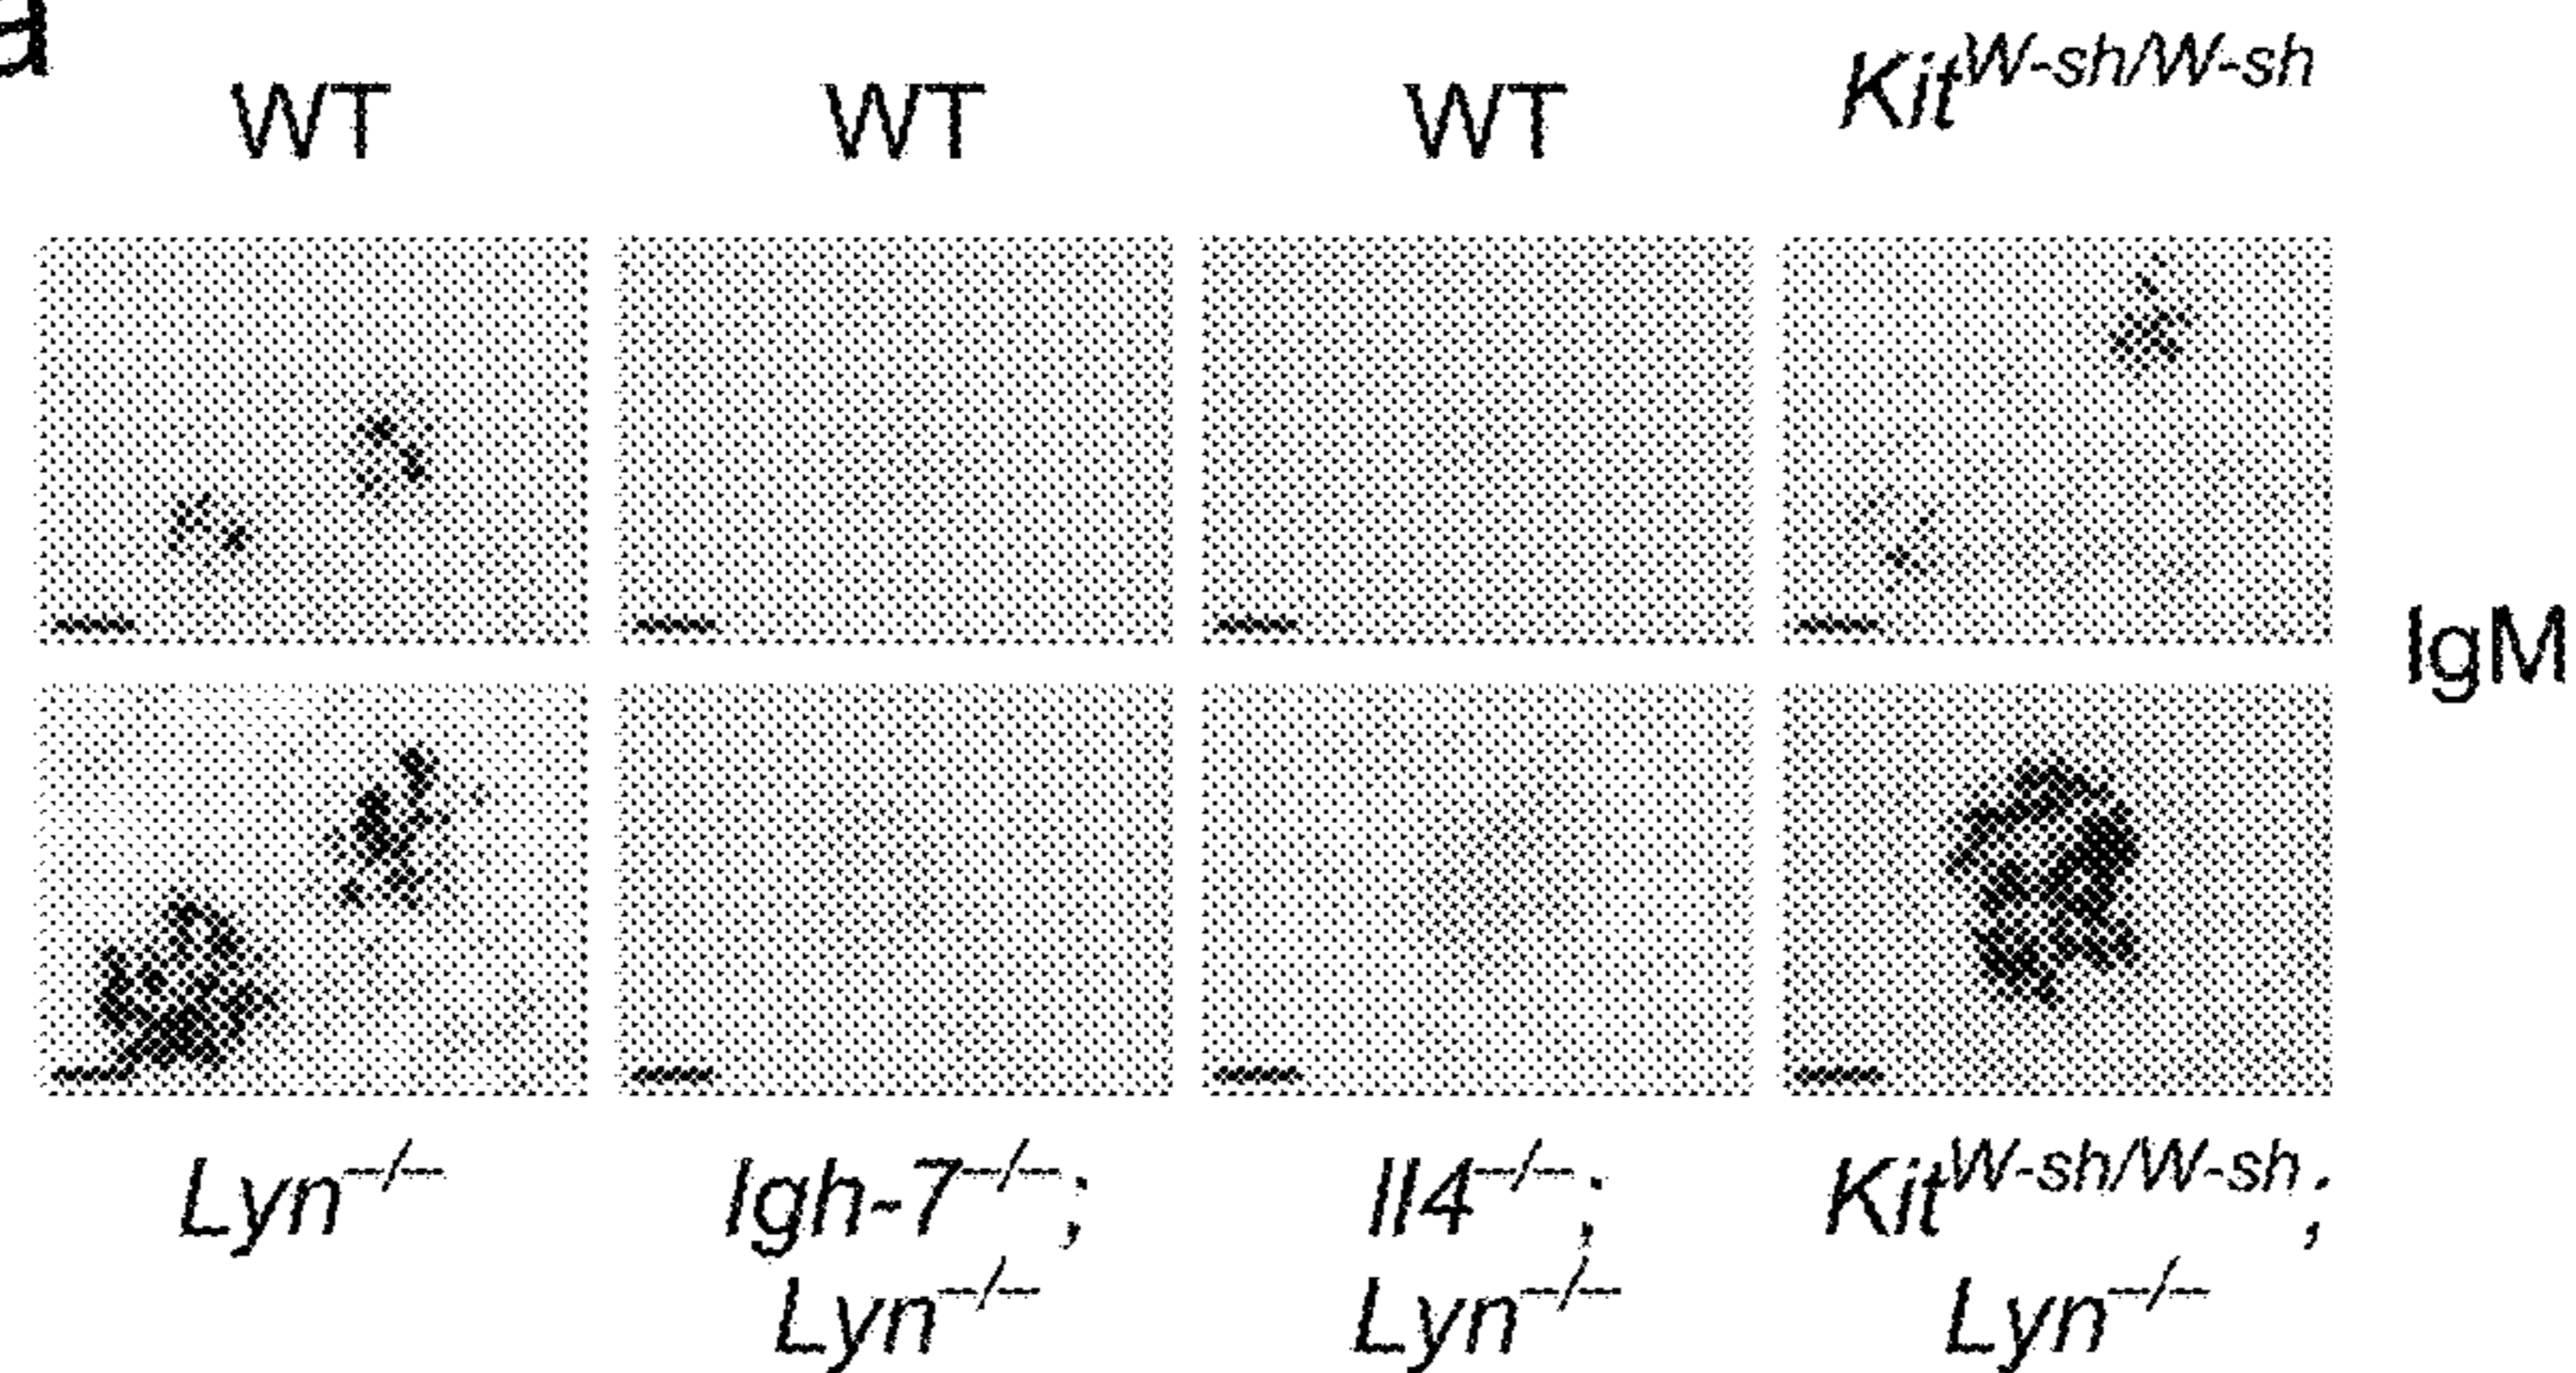 a
WT WT WT Kit^W-sh/W-sh
IgM
Lyn^–/– Igh-7^–/–; Il4^–/–; Kit^W-sh/W-sh;
Lyn^–/– Lyn^–/– Lyn^–/–